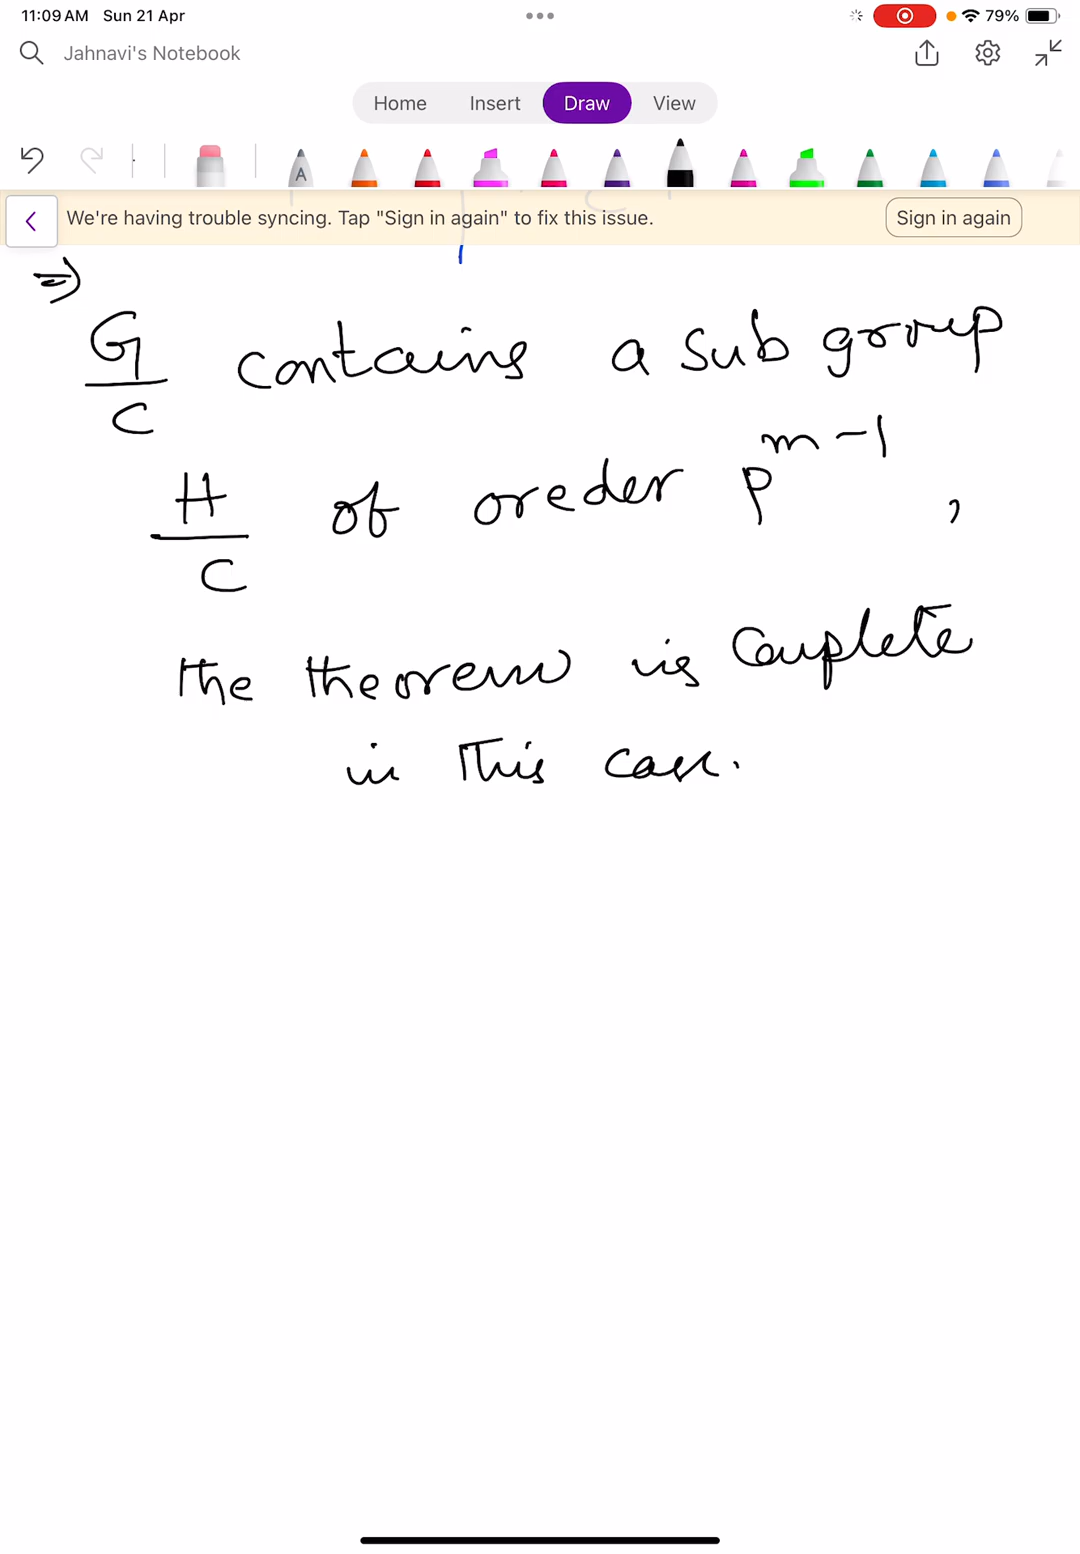 11:09 AM Sun 21 Apr
79%
Jahnavi's Notebook
Home Insert Draw View
A
We're having trouble syncing. Tap "Sign in again" to fix this issue.
Sign in again
⇒
G/C contains a sub group
H/C of oreder p^{m-1},
the theorem is complete
in this case.